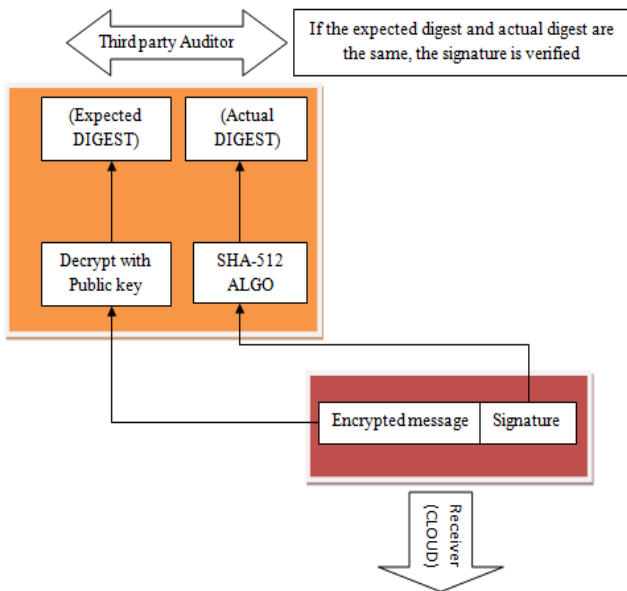 Third party Auditor
If the expected digest and actual digest are
the same, the signature is verified
(Expected
DIGEST)
(Actual
DIGEST)
Decrypt with
Public key
SHA-512
ALGO
Encrypted message
Signature
Receiver
(CLOUD)